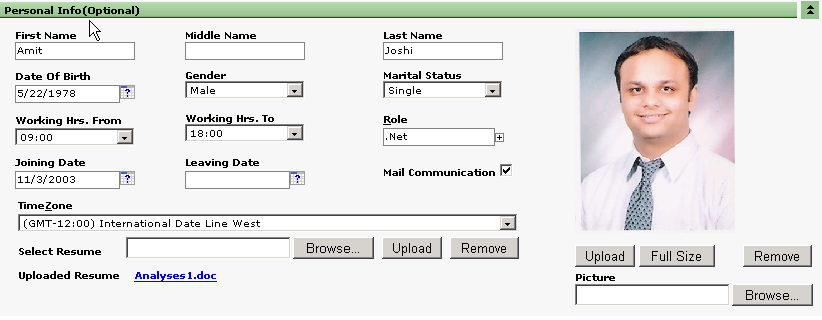 Personal Info(Optional)
First Name Middle Name Last Name
Amit Joshi
Date Of Birth Gender Marital Status
5/22/1978 ? Male Single
Working Hrs. From Working Hrs. To Role
09:00 18:00 .Net
Joining Date Leaving Date Mail Communication
11/3/2003 ? ?
TimeZone
(GMT-12:00) International Date Line West
Select Resume Browse... Upload Remove
Uploaded Resume Analyses1.doc
Upload Full Size Remove
Picture
Browse...